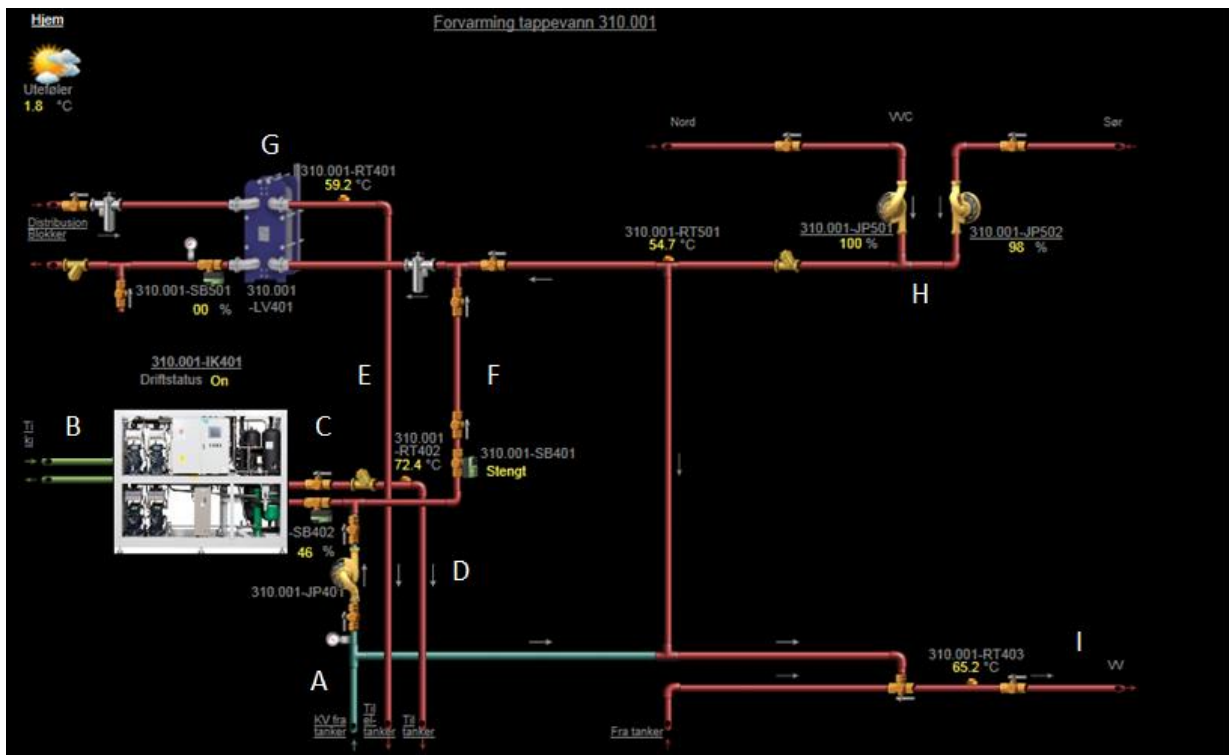 Hjem
Forvarming tappevann 310.001
Uteføler
1.8 °C
Nord
VVC
Sør
G
310.001-RT401
59.2 °C
310.001-RT501
54.7 °C
310.001-JP501
100 %
310.001-JP502
98 %
Distribusjon
Blokker
H
310.001-SB501
00 %
310.001
-LV401
310.001-IK401
Driftstatus On
E
F
B
C
310.001
-RT402
72.4 °C
310.001-SB401
Stengt
-SB402
46 %
D
310.001-JP401
A
310.001-RT403
65.2 °C
I
VV
KV fra
tanker
Til
el-
tanker
Til
tanker
Fra tanker